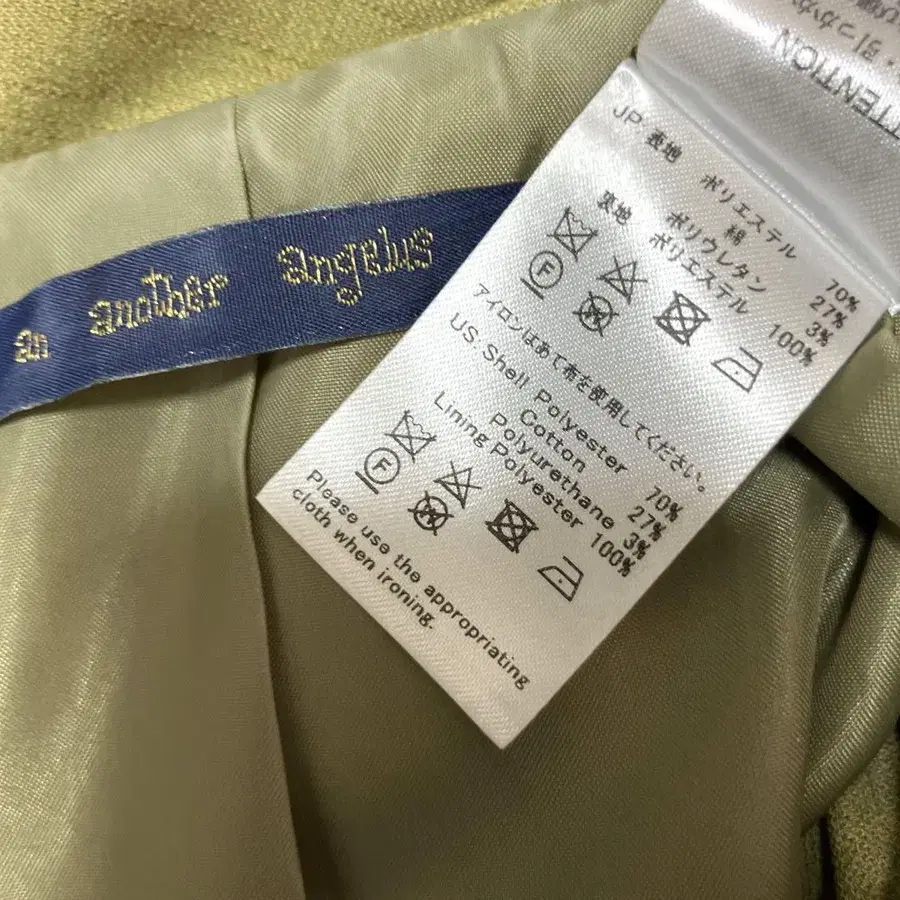 an another angelus
ATTENTION
JP 表地 ポリエステル 70%
綿 27%
ポリウレタン 3%
裏地 ポリエステル 100%
F
アイロンはあて布を使用してください。
US Shell Polyester 70%
Cotton 27%
Polyurethane 3%
Lining Polyester 100%
F
Please use the appropriating
cloth when ironing.